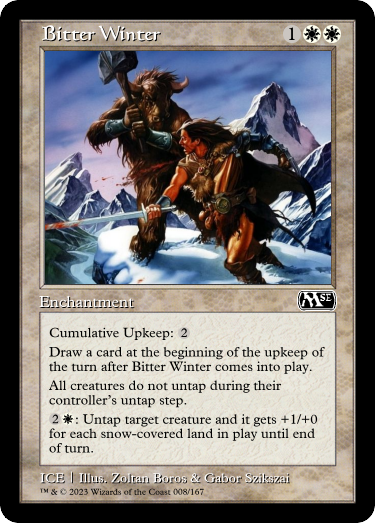 Bitter Winter 1
Enchantment M SE
Cumulative Upkeep: 2
Draw a card at the beginning of the upkeep of
the turn after Bitter Winter comes into play.
All creatures do not untap during their
controller's untap step.
2 : Untap target creature and it gets +1/+0
for each snow-covered land in play until end
of turn.
ICE | Illus. Zoltan Boros & Gabor Szikszai
™ & © 2023 Wizards of the Coast 008/167